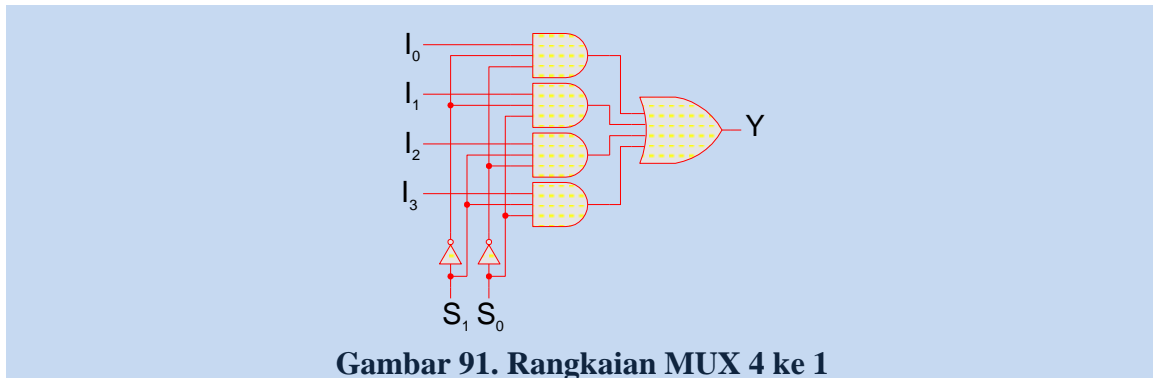 I₀
I₁
Y
I₂
I₃
S₁ S₀
Gambar 91. Rangkaian MUX 4 ke 1